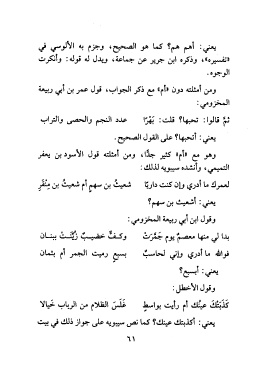 يعني: أهم هم؟ كما هو الصحيح، وجزم به الألوسي في
«تفسيره»، وذكره ابن جرير عن جماعة، ويدل له قوله: وأنكرت
الوجوه.
ومن أمثلته دون «أم» مع ذكر الجواب، قول عمر بن أبي ربيعة
المخزومي:
ثمَّ قالوا: تحبها؟ قلت: بَهْرًا عدد النجم والحصى والتراب
يعني: أتحبها؟ على القول الصحيح.
وهو مع «أم» كثير جدًّا، ومن أمثلته قول الأسود بن يعفر
التميمي، وأنشده سيبويه لذلك:
لعمرك ما أدري وإن كنت داريًا شعيثُ بن سهم أم شعيثُ بن مِنْقَرِ
يعني: أشعيث بن سهم؟
وقول ابن أبي ربيعة المخزومي:
بدا لي منها معصم يوم جَمَّرَتْ وكفٌّ خضيبٌ زُيِّنَتْ ببنان
فوالله ما أدري وإني لحاسبٌ بسبعٍ رميت الجمر أم بثمان
يعني: أبسبع؟
وقول الأخطل:
كَذَبَتْكَ عينُك أم رأيت بواسطٍ غَلَسَ الظلام من الرباب خَيالا
يعني: أكذبتك عينك؟ كما نص سيبويه على جواز ذلك في بيت
٦١